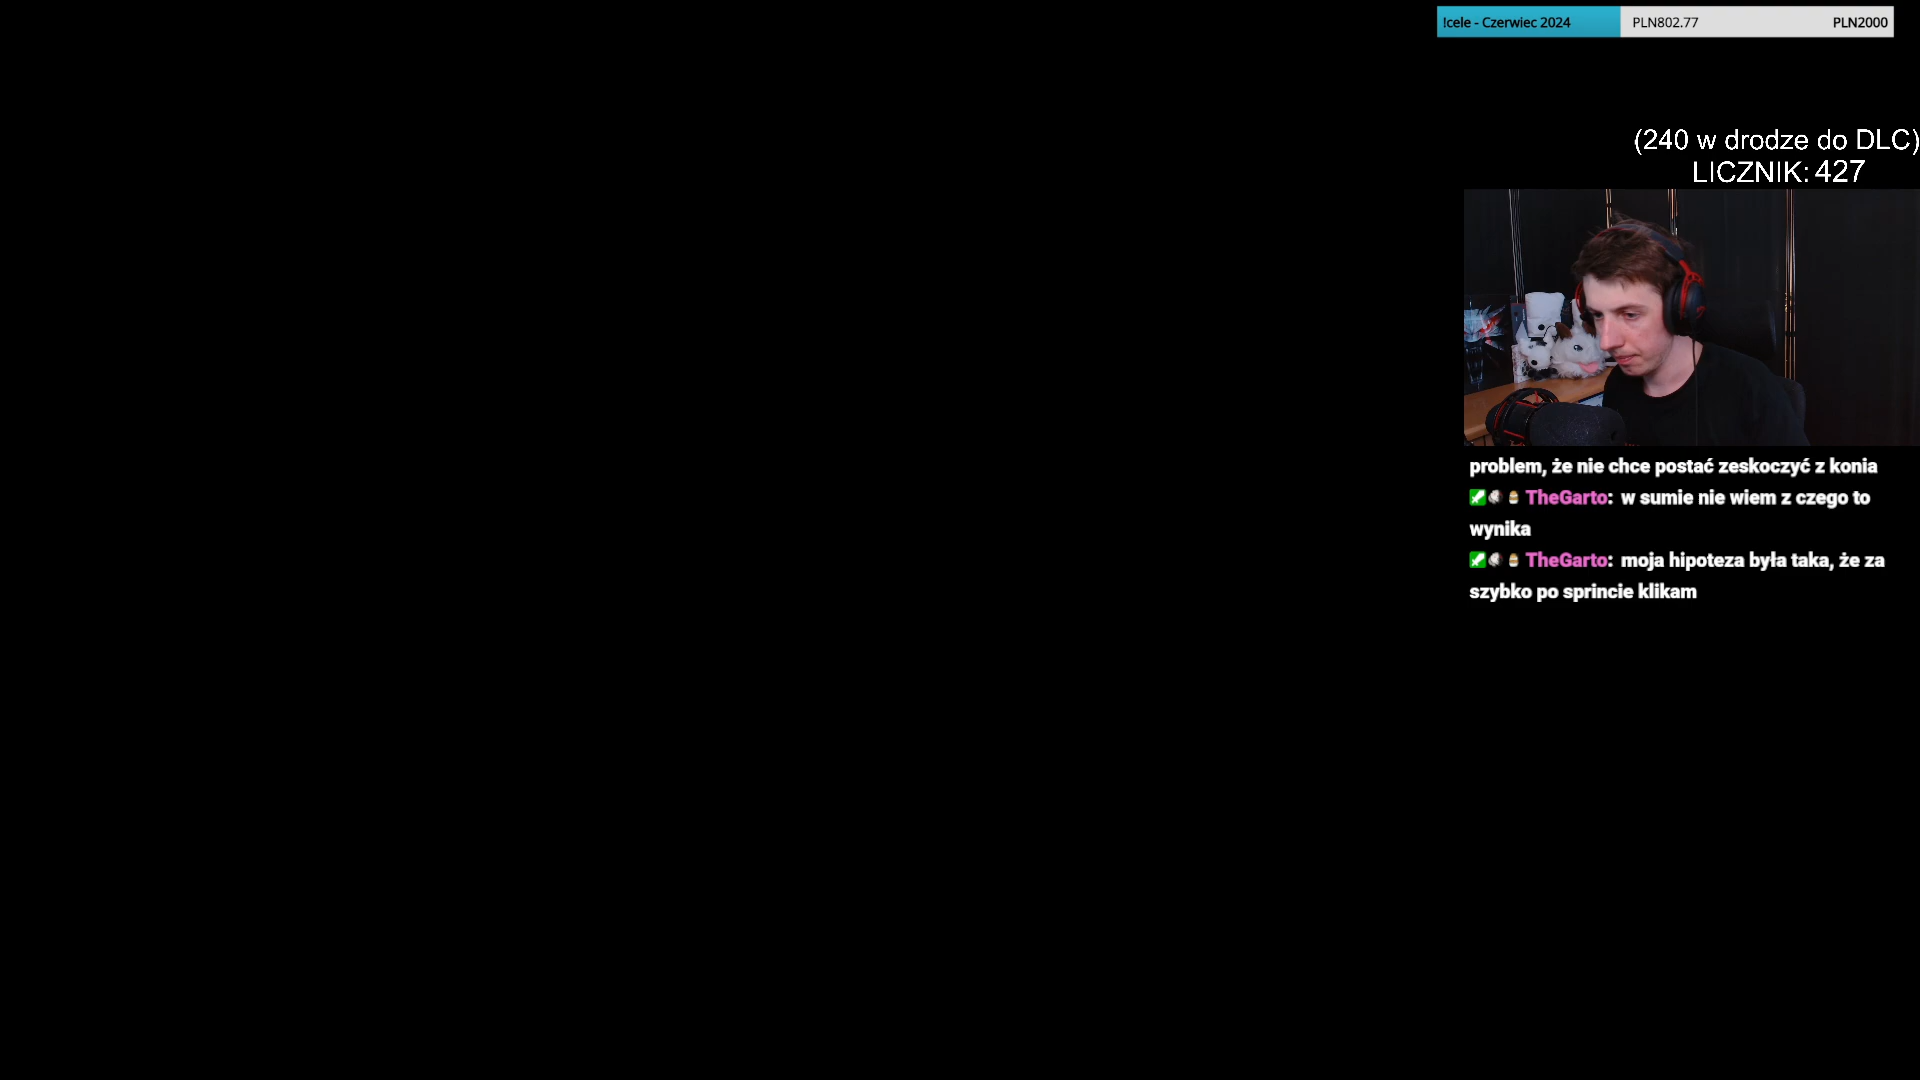 !cele - Czerwiec 2024 PLN802.77 PLN2000
(240 w drodze do DLC)
LICZNIK: 427
problem, że nie chce postać zeskoczyć z konia
TheGarto: w sumie nie wiem z czego to
wynika
TheGarto: moja hipoteza była taka, że za
szybko po sprincie klikam